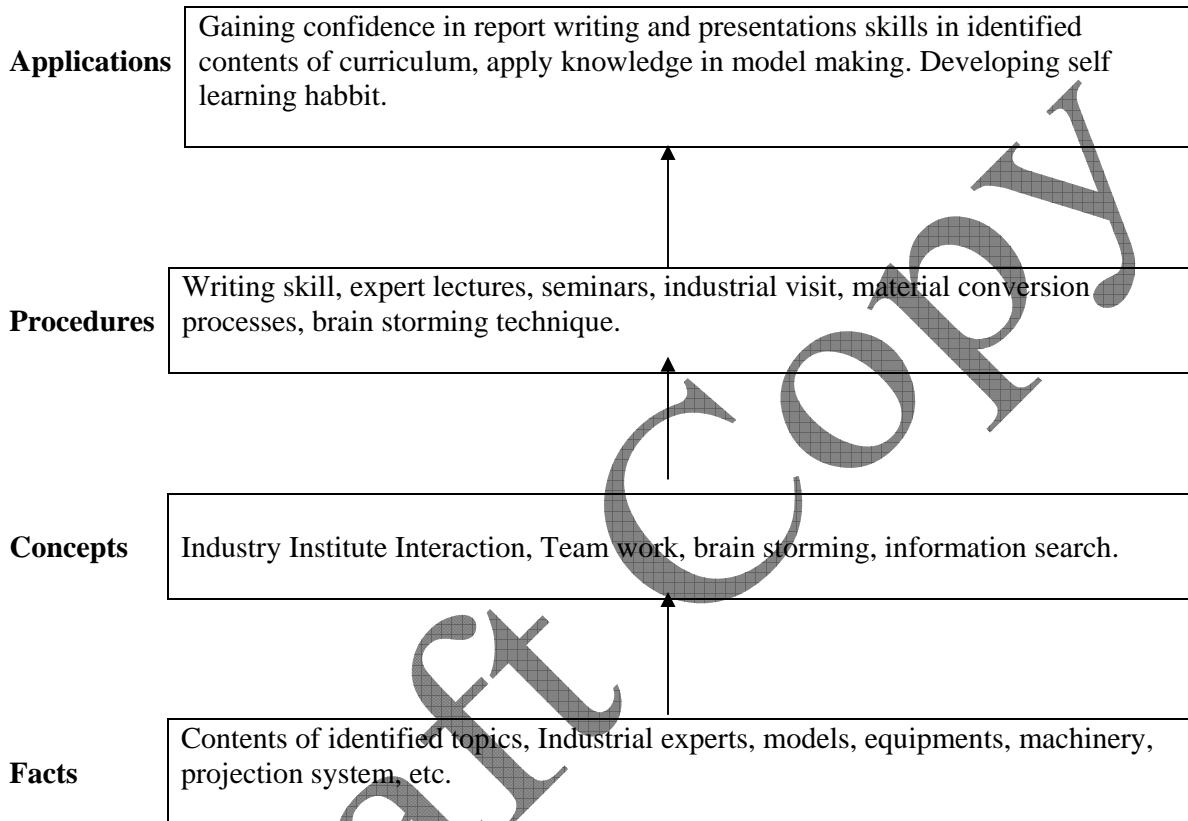 Applications
Gaining confidence in report writing and presentations skills in identified
contents of curriculum, apply knowledge in model making. Developing self
learning habbit.
Procedures
Writing skill, expert lectures, seminars, industrial visit, material conversion
processes, brain storming technique.
Concepts
Industry Institute Interaction, Team work, brain storming, information search.
Facts
Contents of identified topics, Industrial experts, models, equipments, machinery,
projection system, etc.
aft Copy